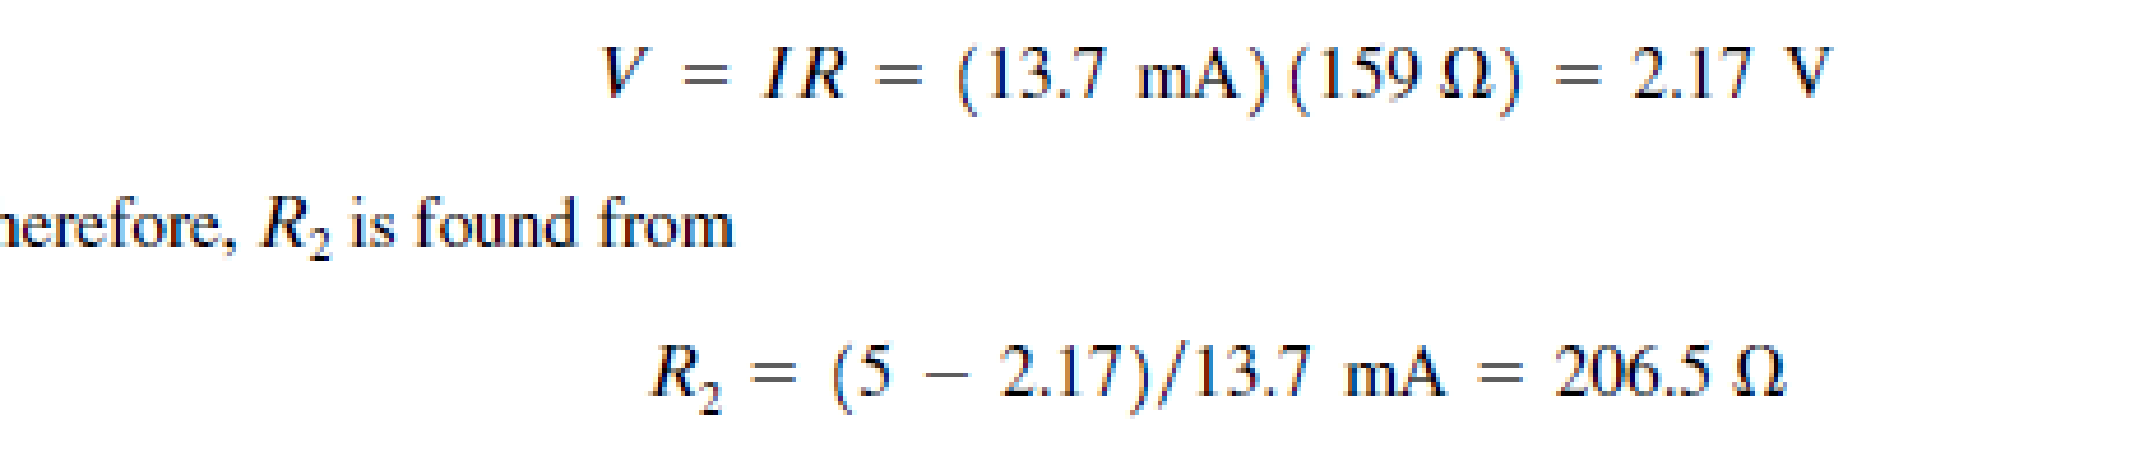 V = IR = (13.7 mA)(159 Ω) = 2.17 V
herefore, R₂ is found from
R₂ = (5 − 2.17)/13.7 mA = 206.5 Ω